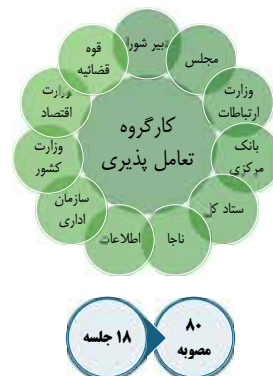 دبیر شورا
مجلس
وزارت
ارتباطات
بانک
مرکزی
ستاد کل
ناجا
اطلاعات
سازمان
اداری
وزارت
کشور
وزارت
اقتصاد
قوه
قضائیه
کارگروه
تعامل پذیری
۸۰
مصوبه
۱۸ جلسه